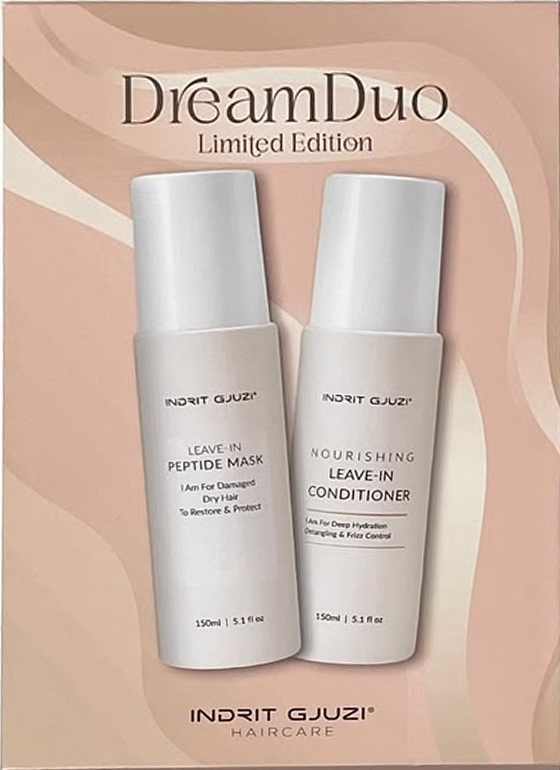 DreamDuo
Limited Edition
INDRIT GJUZI®
LEAVE-IN
PEPTIDE MASK
I Am For Damaged
Dry Hair
To Restore & Protect
150ml | 5.1 fl oz
INDRIT GJUZI®
NOURISHING
LEAVE-IN
CONDITIONER
I Am For Deep Hydration
Detangling & Frizz Control
150ml | 5.1 fl oz
INDRIT GJUZI®
HAIRCARE